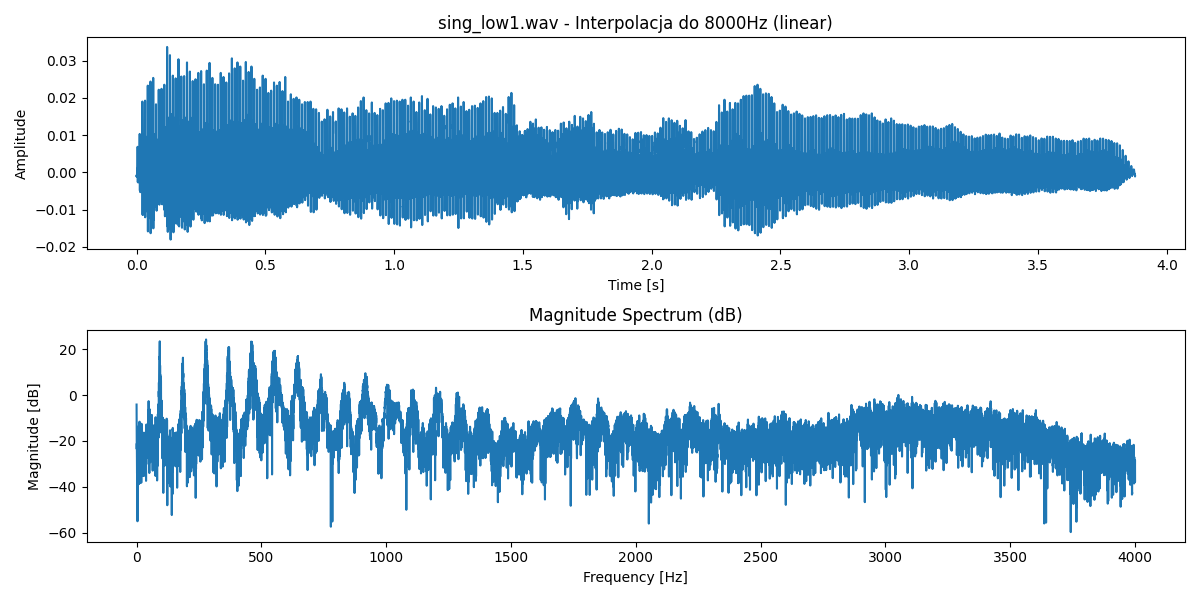 sing_low1.wav - Interpolacja do 8000Hz (linear)
Amplitude
0.03
0.02
0.01
0.00
−0.01
−0.02
0.0 0.5 1.0 1.5 2.0 2.5 3.0 3.5 4.0
Time [s]
Magnitude Spectrum (dB)
Magnitude [dB]
20
0
−20
−40
−60
0 500 1000 1500 2000 2500 3000 3500 4000
Frequency [Hz]